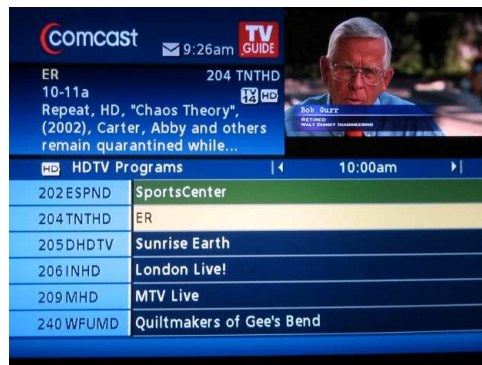 comcast
9:26am
TV
GUIDE
ER 204 TNTHD
10-11a TV 14 HD
Repeat, HD, "Chaos Theory",
(2002), Carter, Abby and others
remain quarantined while...
Bob Gurr
RETIRED
WALT DISNEY IMAGINEERING
HD HDTV Programs 10:00am
202 ESPND SportsCenter
204 TNTHD ER
205 DHDTV Sunrise Earth
206 INHD London Live!
209 MHD MTV Live
240 WFUMD Quiltmakers of Gee's Bend